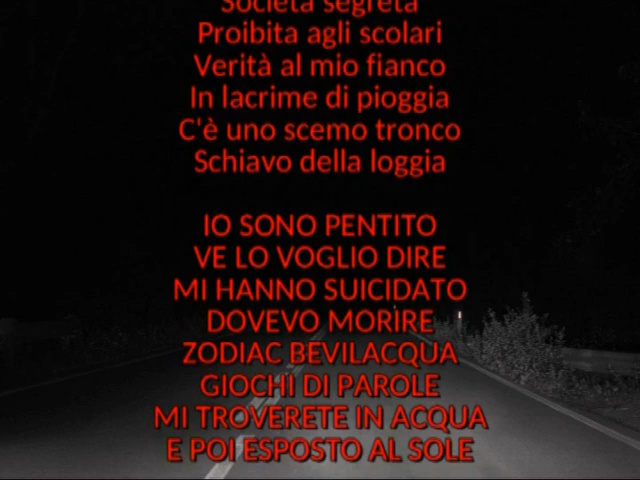 Società segreta
Proibita agli scolari
Verità al mio fianco
In lacrime di pioggia
C'è uno scemo tronco
Schiavo della loggia
IO SONO PENTITO
VE LO VOGLIO DIRE
MI HANNO SUICIDATO
DOVEVO MORIRE
ZODIAC BEVILACQUA
GIOCHI DI PAROLE
MI TROVERETE IN ACQUA
E POI ESPOSTO AL SOLE